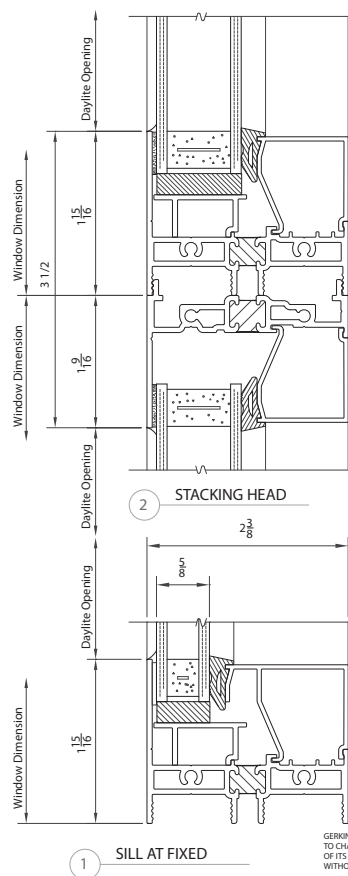 Daylite Opening
Window Dimension
1 15/16
3 1/2
Window Dimension
1 9/16
Daylite Opening
2 STACKING HEAD
2 3/8
5/8
Daylite Opening
Window Dimension
1 15/16
1 SILL AT FIXED
GERKIN
TO CHA
OF ITS
WITHO